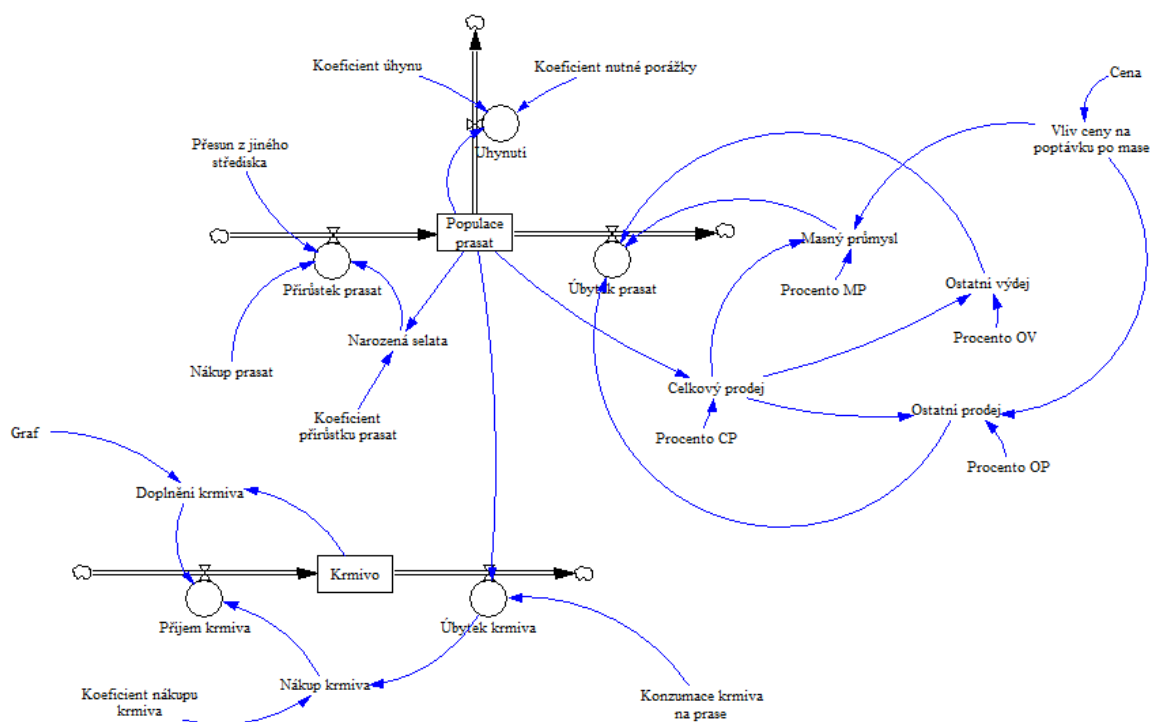 Koeficient úhynu
Koeficient nutné porážky
Cena
Přesun z jiného
střediska
Úhynutí
Vliv ceny na
poptávku po mase
Populace
prasat
Masný průmysl
Přírůstek prasat
Úbytek prasat
Procento MP
Ostatní výdej
Narozená selata
Procento OV
Nákup prasat
Celkový prodej
Ostatní prodej
Koeficient
přírůstku prasat
Graf
Procento CP
Procento OP
Doplnění krmiva
Krmivo
Příjem krmiva
Úbytek krmiva
Nákup krmiva
Koeficient nákupu
krmiva
Konzumace krmiva
na prase